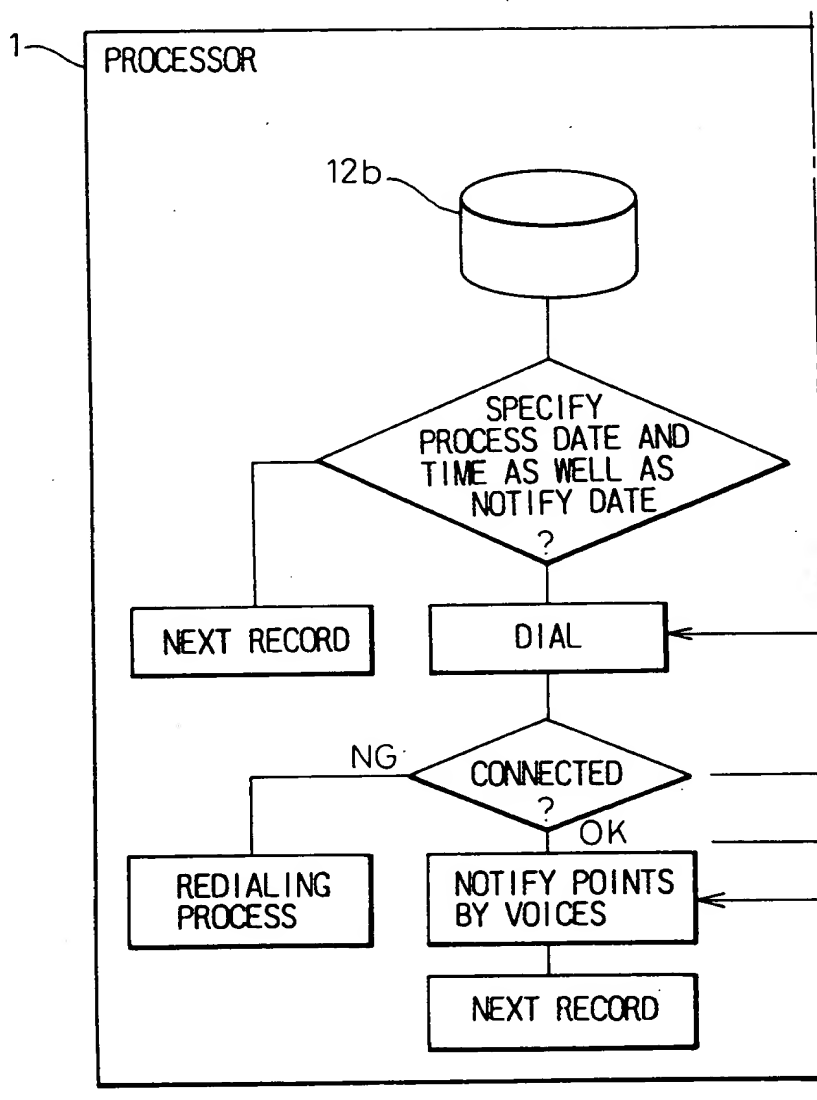 1
PROCESSOR
12b
SPECIFY
PROCESS DATE AND
TIME AS WELL AS
NOTIFY DATE
?
NEXT RECORD
DIAL
NG
CONNECTED
?
OK
REDIALING
PROCESS
NOTIFY POINTS
BY VOICES
NEXT RECORD